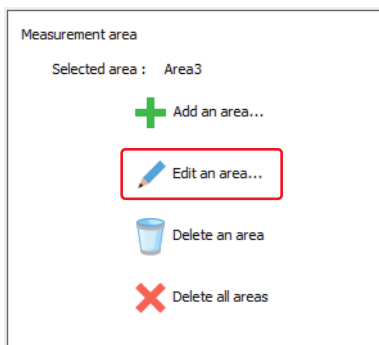 Measurement area
Selected area : Area3
Add an area...
Edit an area...
Delete an area
Delete all areas